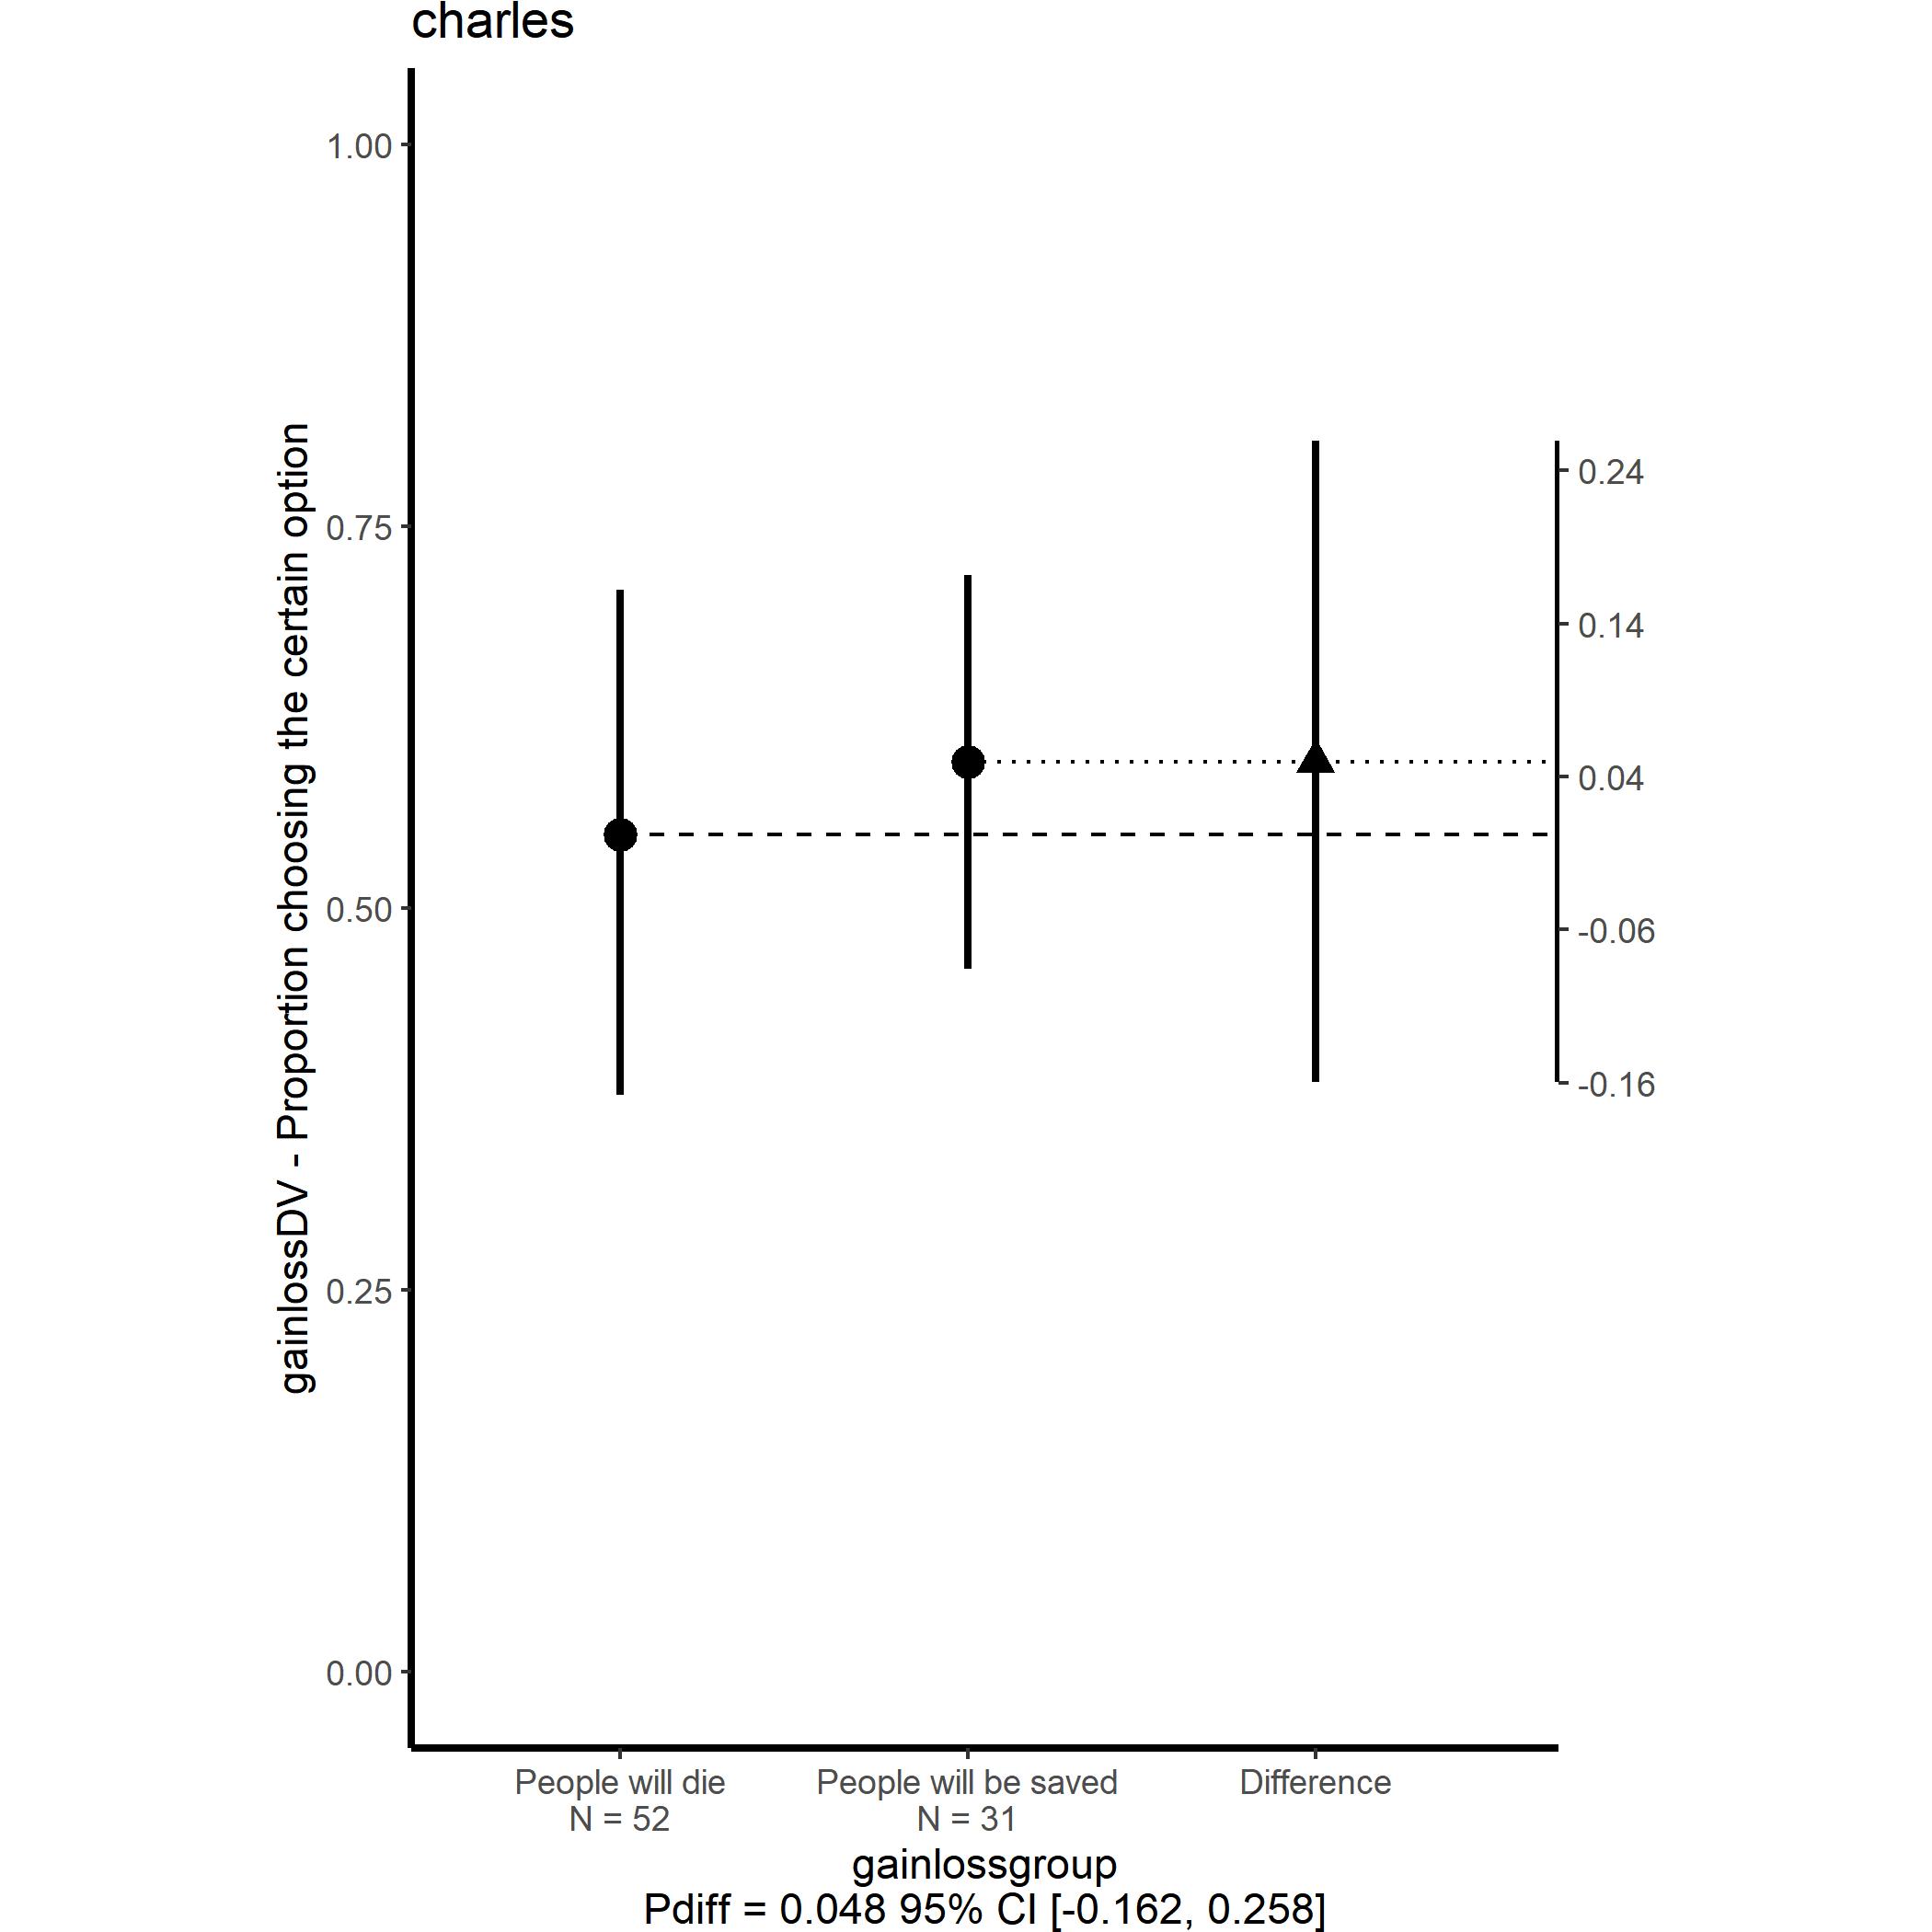 charles
gainlossDV - Proportion choosing the certain option
1.00
0.75
0.50
0.25
0.00
0.24
0.14
0.04
-0.06
-0.16
People will die
N = 52
People will be saved
N = 31
Difference
gainlossgroup
Pdiff = 0.048 95% CI [-0.162, 0.258]